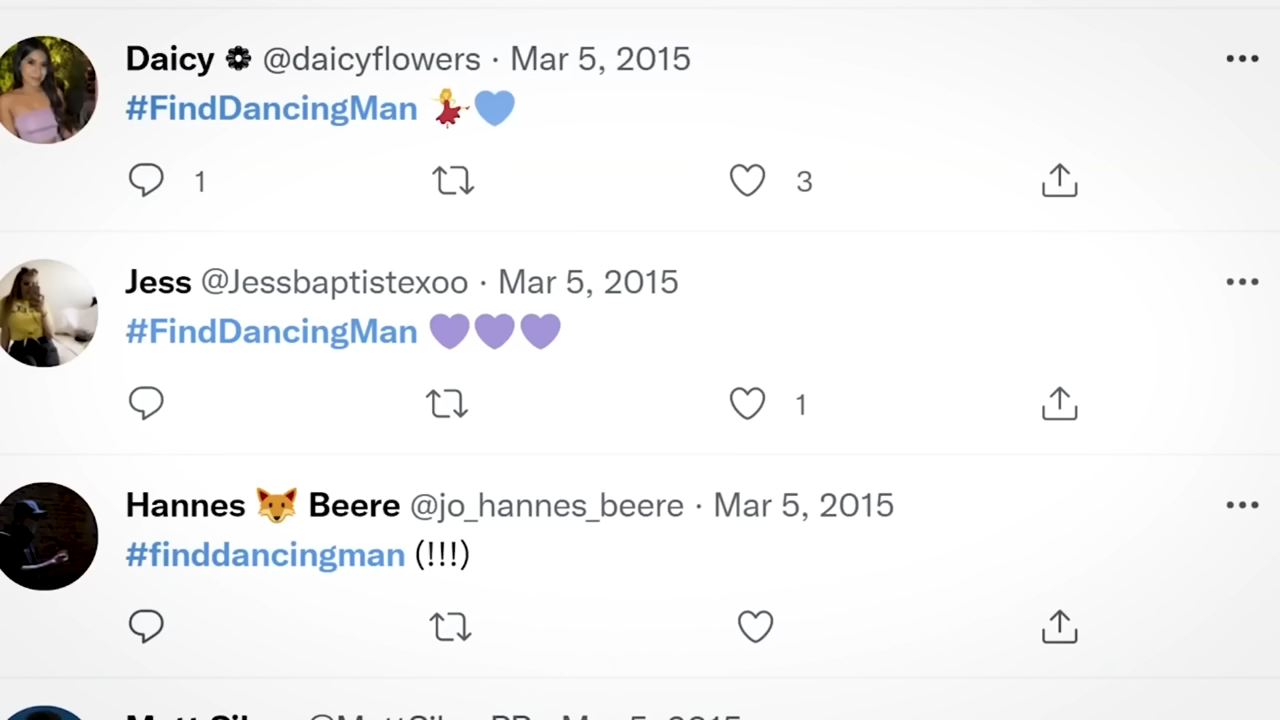 Daicy @daicyflowers · Mar 5, 2015
#FindDancingMan 💃💙
1 3
Jess @Jessbaptistexoo · Mar 5, 2015
#FindDancingMan 💜💜💜
1
Hannes 🦊 Beere @jo_hannes_beere · Mar 5, 2015
#finddancingman (!!!)